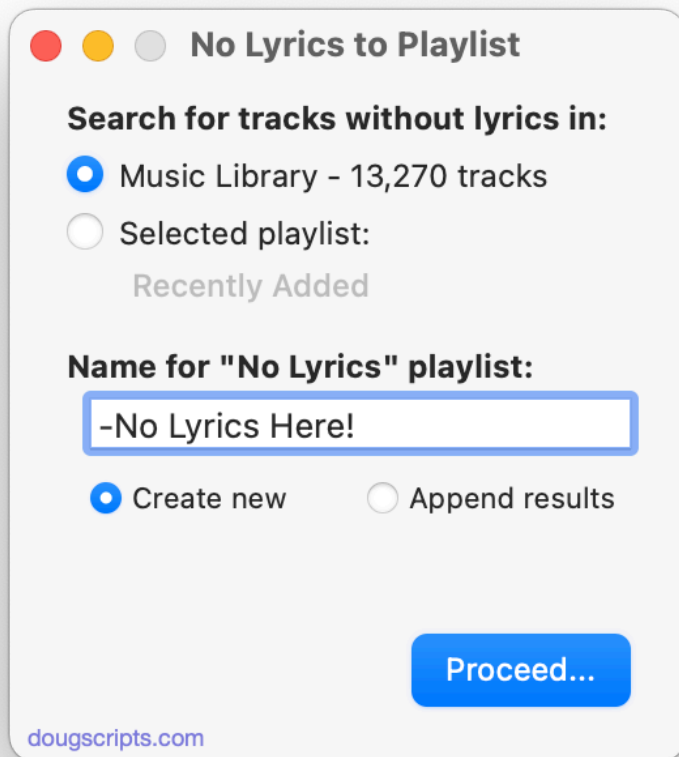 No Lyrics to Playlist
Search for tracks without lyrics in:
Music Library - 13,270 tracks
Selected playlist:
Recently Added
Name for "No Lyrics" playlist:
-No Lyrics Here!
Create new
Append results
Proceed...
dougscripts.com